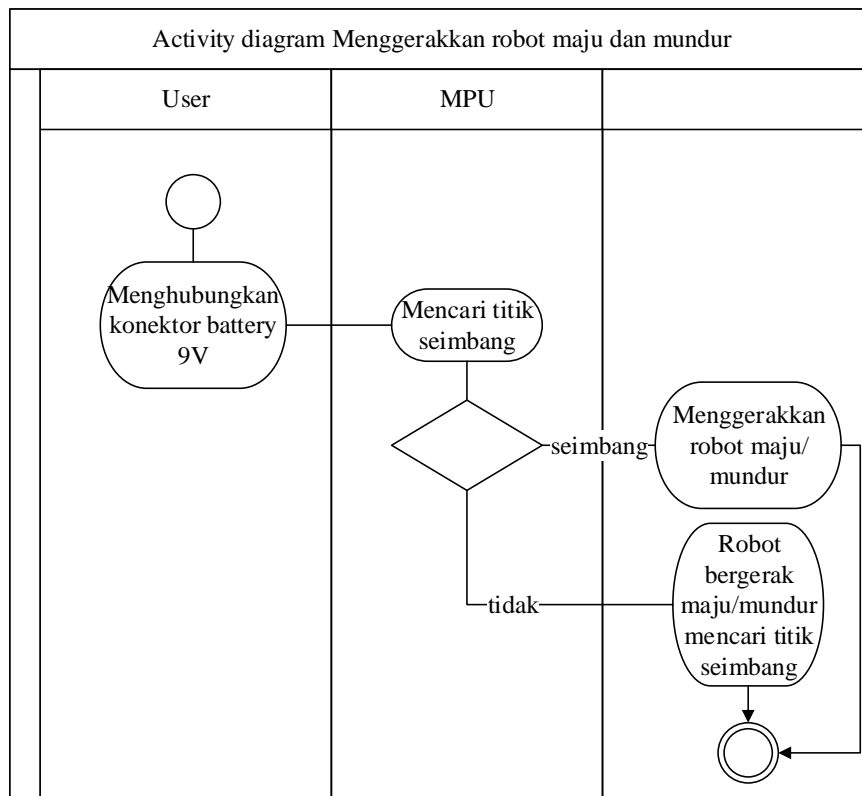 Activity diagram Menggerakkan robot maju dan mundur
User
MPU
Menghubungkan
konektor battery
9V
Mencari titik
seimbang
seimbang
Menggerakkan
robot maju/
mundur
tidak
Robot
bergerak
maju/mundur
mencari titik
seimbang